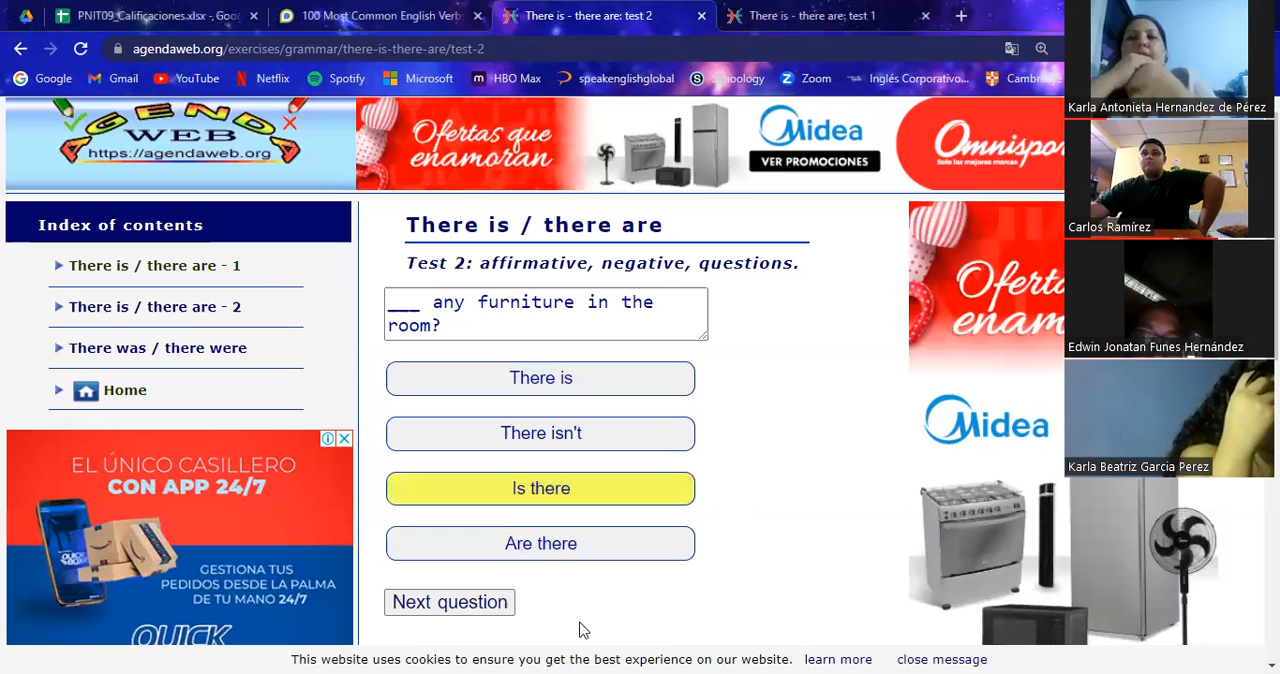 PNIT09_Calificaciones.xlsx - Goo
100 Most Common English Verb
There is - there are: test 2
There is - there are: test 1
agendaweb.org/exercises/grammar/there-is-there-are/test-2
Google
Gmail
YouTube
Netflix
Spotify
Microsoft
HBO Max
speakenglishglobal
Schoology
Zoom
Inglés Corporativo...
Cambridge
AGENDA
WEB
https://agendaweb.org
Ofertas que
enamoran
Midea
VER PROMOCIONES
Omnispor
Solo las mejores marcas
Index of contents
There is / there are - 1
There is / there are - 2
There was / there were
Home
EL ÚNICO CASILLERO
CON APP 24/7
GESTIONA TUS
PEDIDOS DESDE LA PALMA
DE TU MANO 24/7
QUICK
There is / there are
Test 2: affirmative, negative, questions.
___ any furniture in the
room?
There is
There isn't
Is there
Are there
Next question
Oferta
enam
Midea
Karla Antonieta Hernandez de Pérez
Carlos Ramírez
Edwin Jonatan Funes Hernández
Karla Beatriz Garcia Perez
This website uses cookies to ensure you get the best experience on our website. learn more close message